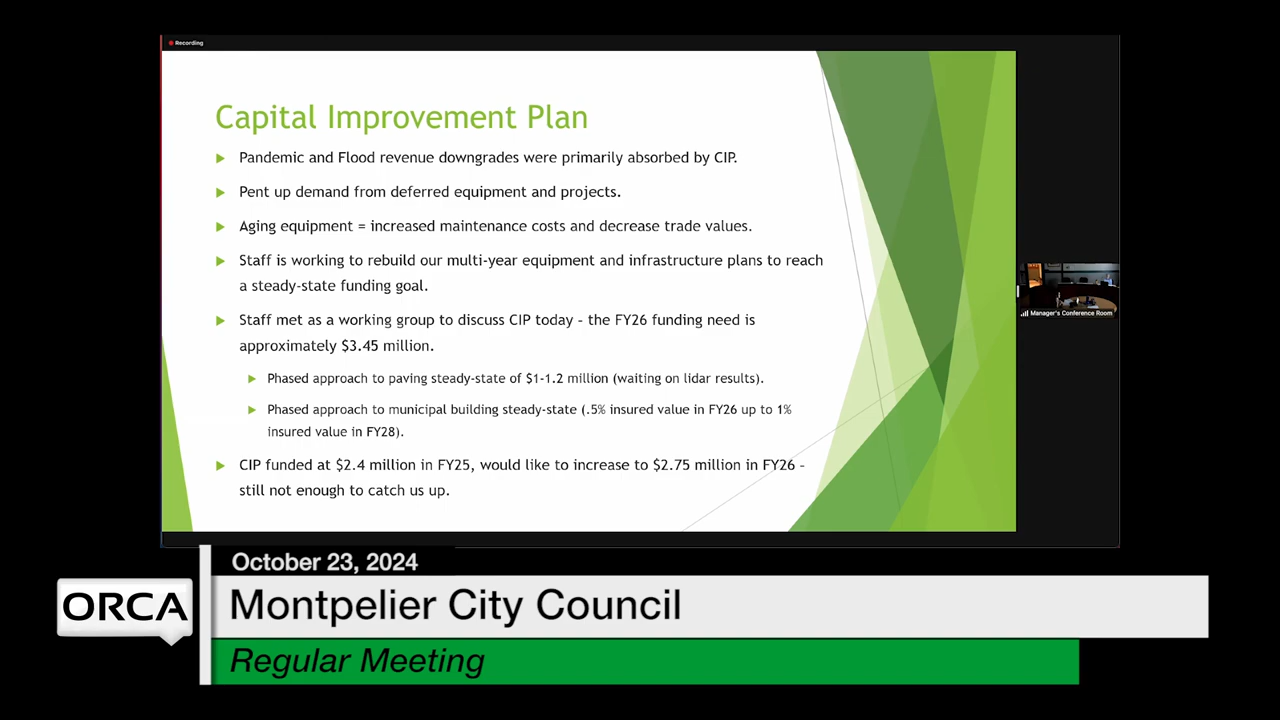 Recording
Capital Improvement Plan
Pandemic and Flood revenue downgrades were primarily absorbed by CIP.
Pent up demand from deferred equipment and projects.
Aging equipment = increased maintenance costs and decrease trade values.
Staff is working to rebuild our multi-year equipment and infrastructure plans to reach
a steady-state funding goal.
Staff met as a working group to discuss CIP today – the FY26 funding need is
approximately $3.45 million.
Phased approach to paving steady-state of $1-1.2 million (waiting on lidar results).
Phased approach to municipal building steady-state (.5% insured value in FY26 up to 1%
insured value in FY28).
CIP funded at $2.4 million in FY25, would like to increase to $2.75 million in FY26 –
still not enough to catch us up.
Manager's Conference Room
October 23, 2024
ORCA
Montpelier City Council
Regular Meeting